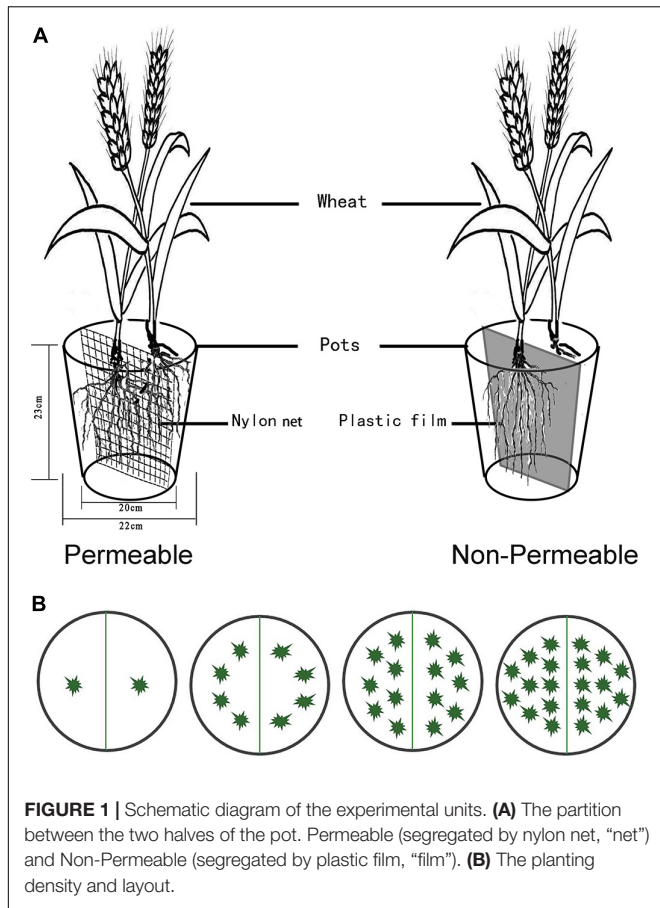 A
Wheat
Pots
23cm
Nylon net
Plastic film
20cm
22cm
Permeable
Non-Permeable
B
FIGURE 1 | Schematic diagram of the experimental units. (A) The partition
between the two halves of the pot. Permeable (segregated by nylon net, “net”)
and Non-Permeable (segregated by plastic film, “film”). (B) The planting
density and layout.